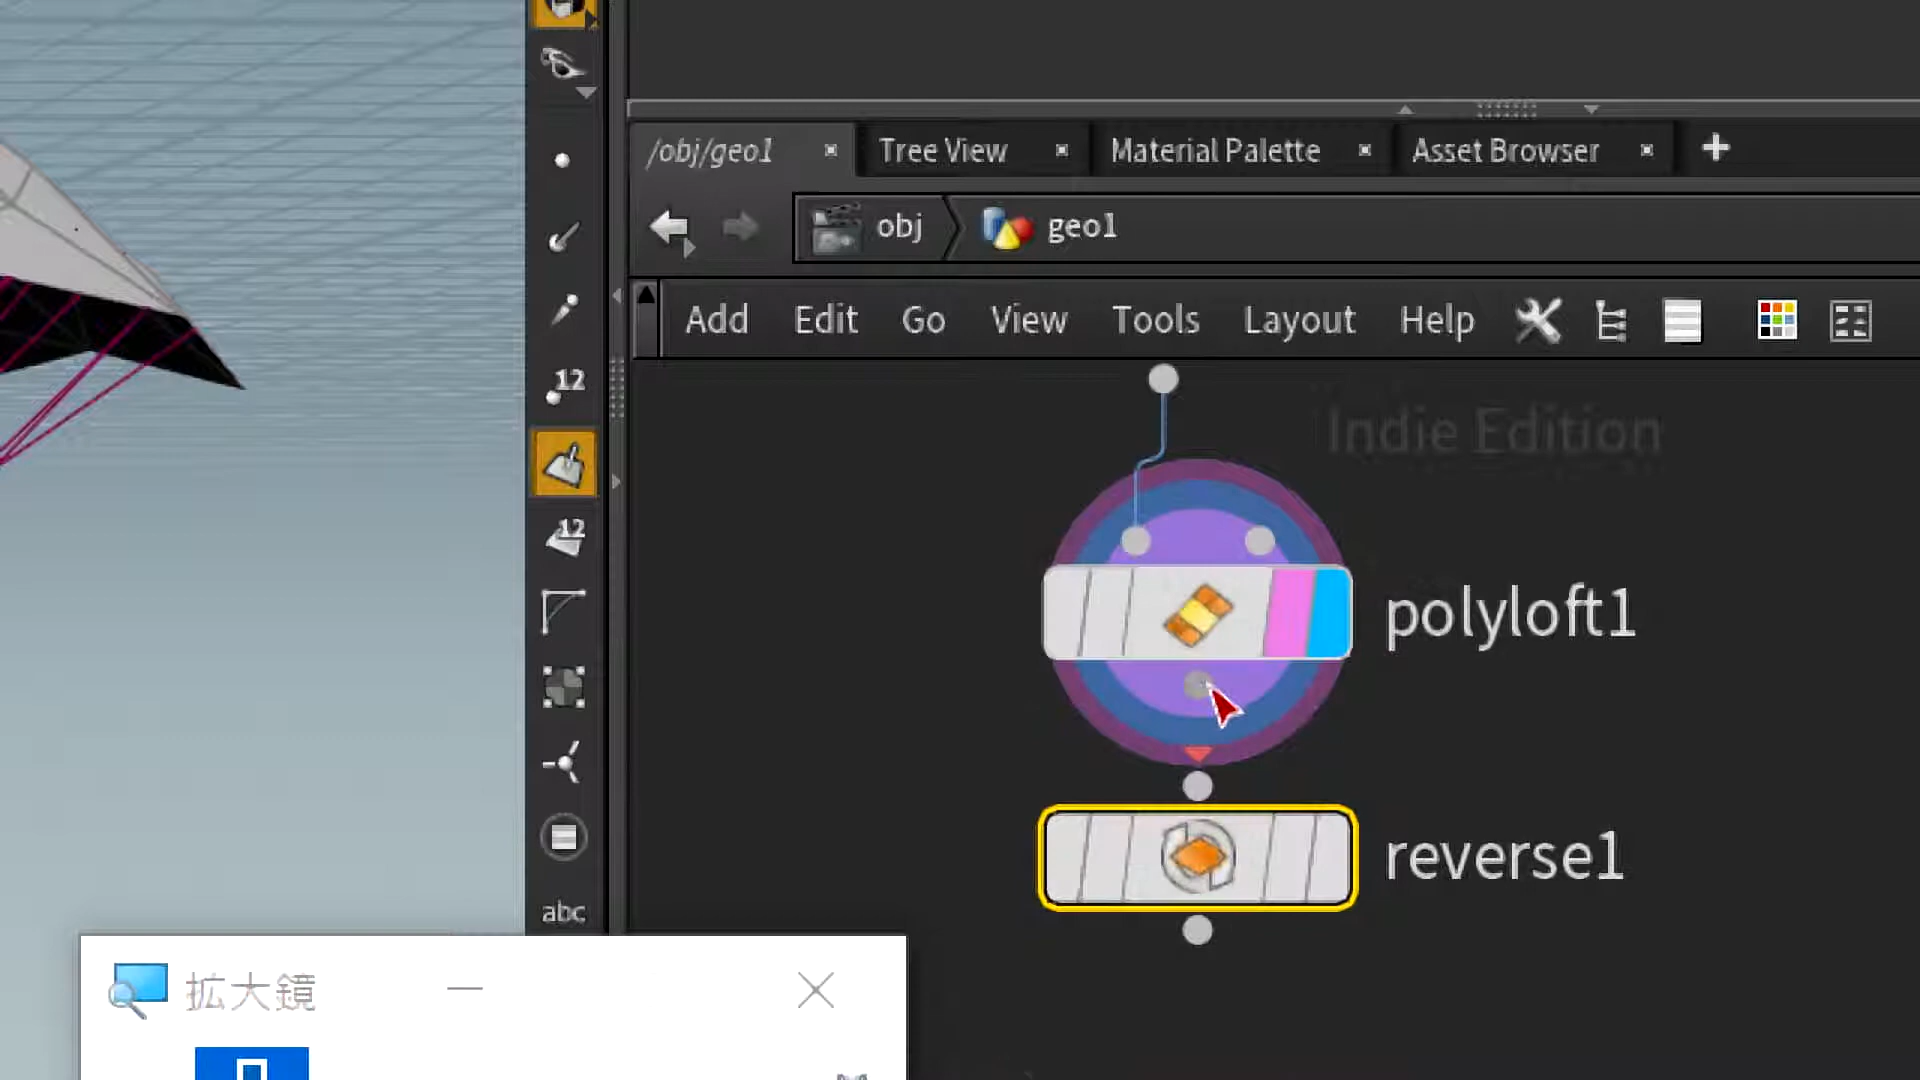 /obj/geo1 Tree View Material Palette Asset Browser
obj geo1
Add Edit Go View Tools Layout Help
12
Indie Edition
12
polyloft1
reverse1
abc
拡大鏡